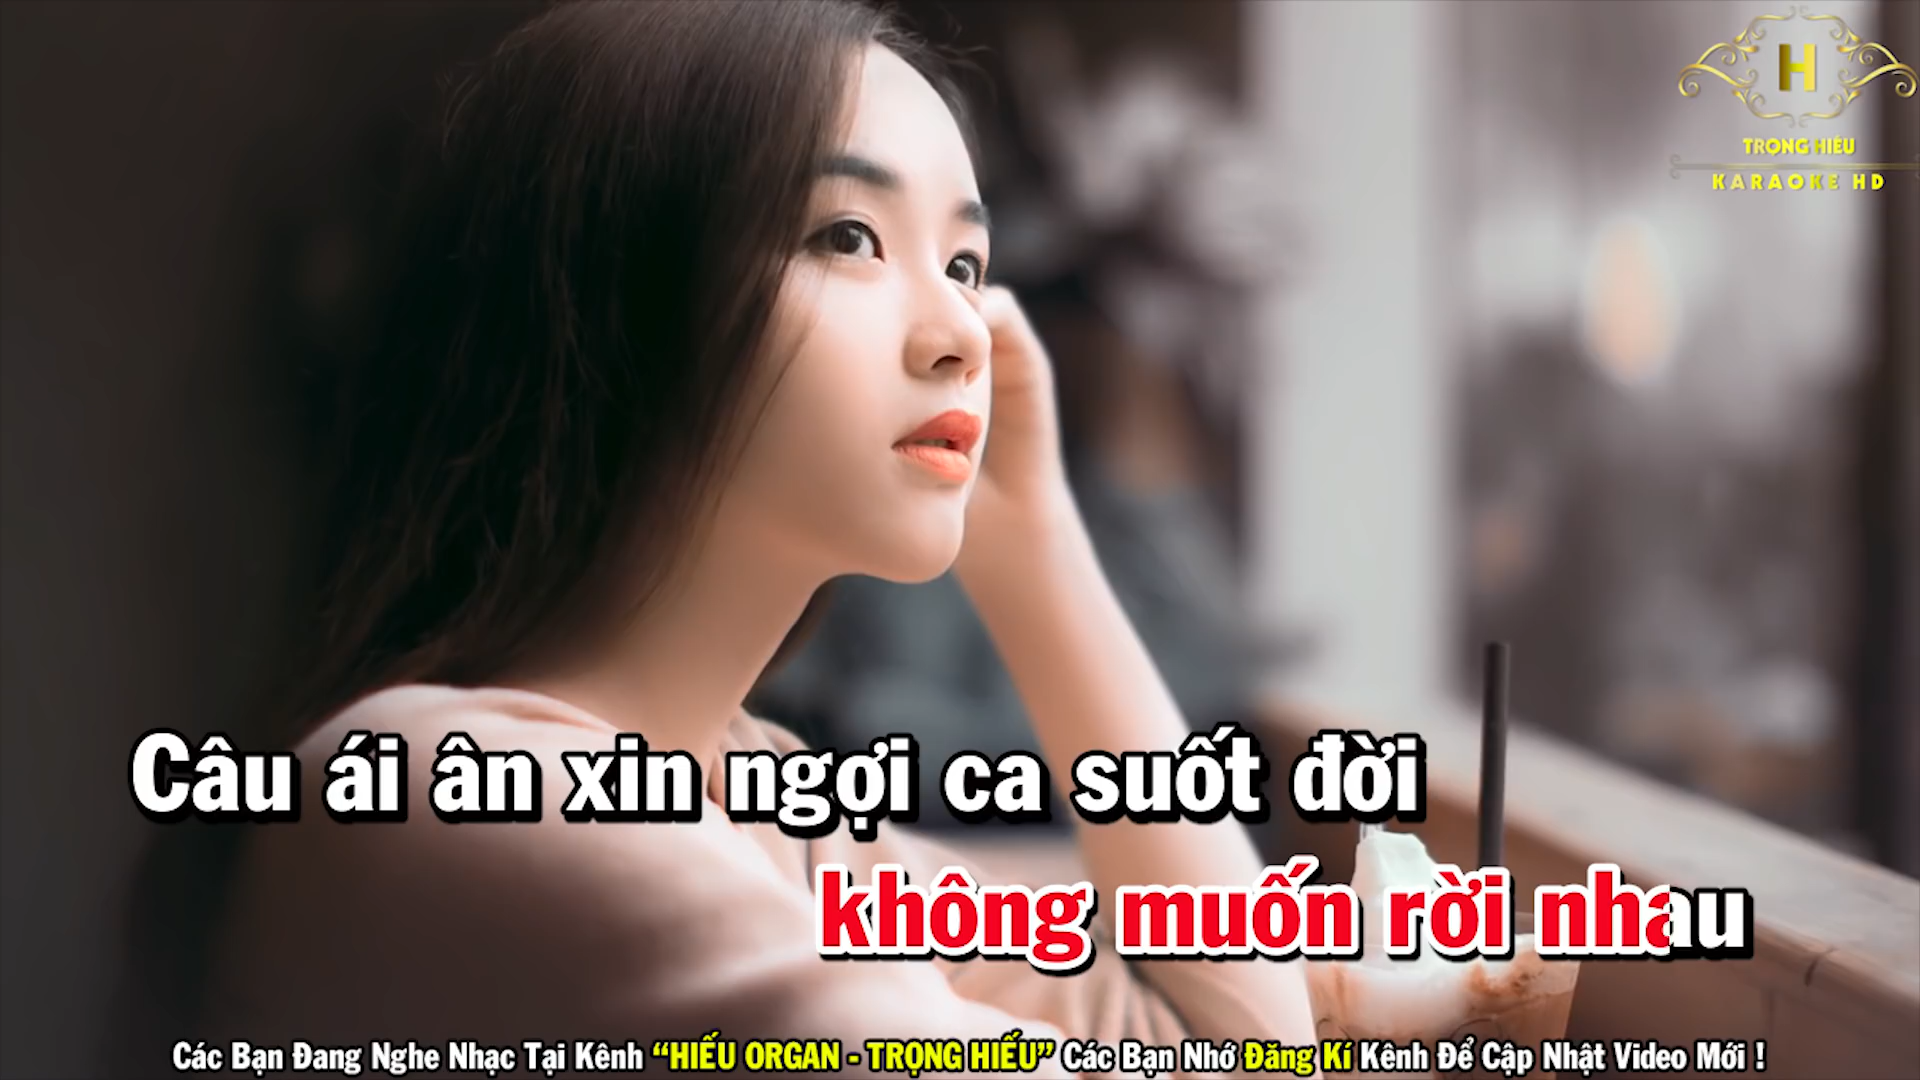 H
TRỌNG HIẾU
KARAOKE HD
Câu ái ân xin ngợi ca suốt đời
không muốn rời nhau
Các Bạn Đang Nghe Nhạc Tại Kênh “HIẾU ORGAN - TRỌNG HIẾU” Các Bạn Nhớ Đăng Kí Kênh Để Cập Nhật Video Mới !